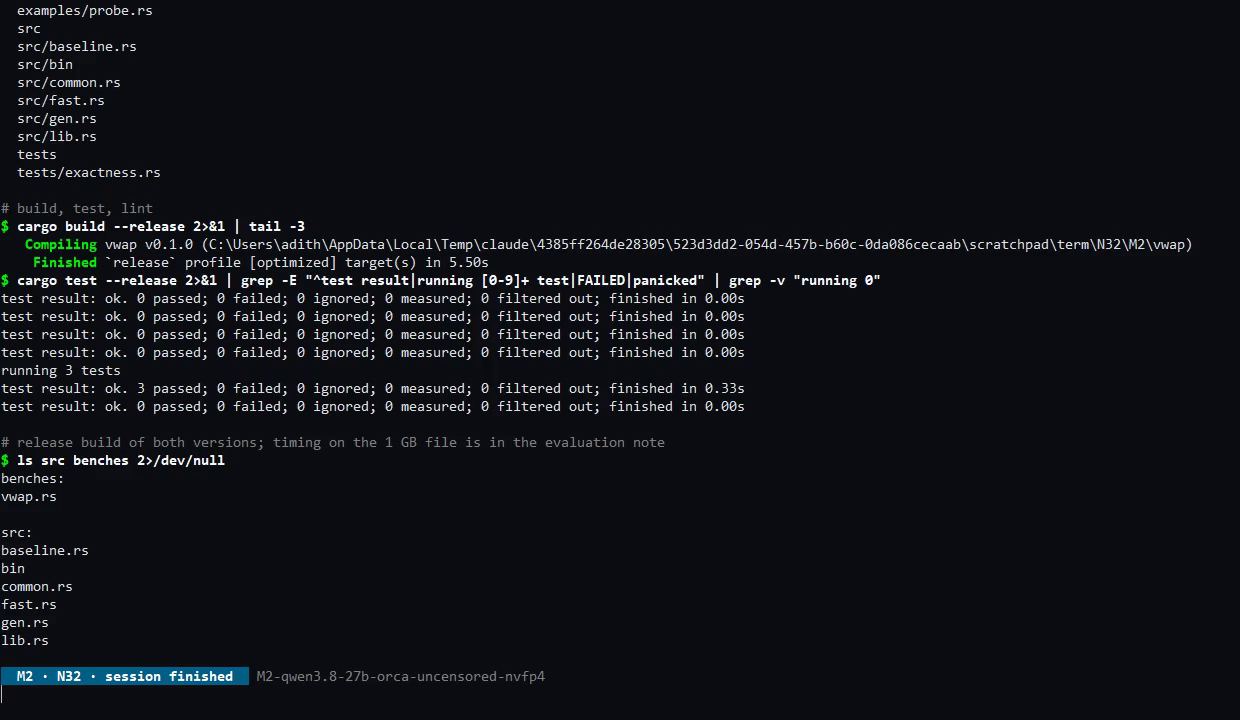 examples/probe.rs
src
src/baseline.rs
src/bin
src/common.rs
src/fast.rs
src/gen.rs
src/lib.rs
tests
tests/exactness.rs
# build, test, lint
$ cargo build --release 2>&1 | tail -3
Compiling vwap v0.1.0 (C:\Users\adith\AppData\Local\Temp\claude\4385ff264de28305\523d3dd2-054d-457b-b60c-0da086cecaab\scratchpad\term\N32\M2\vwap)
Finished `release` profile [optimized] target(s) in 5.50s
$ cargo test --release 2>&1 | grep -E "^test result|running [0-9]+ test|FAILED|panicked" | grep -v "running 0"
test result: ok. 0 passed; 0 failed; 0 ignored; 0 measured; 0 filtered out; finished in 0.00s
test result: ok. 0 passed; 0 failed; 0 ignored; 0 measured; 0 filtered out; finished in 0.00s
test result: ok. 0 passed; 0 failed; 0 ignored; 0 measured; 0 filtered out; finished in 0.00s
test result: ok. 0 passed; 0 failed; 0 ignored; 0 measured; 0 filtered out; finished in 0.00s
running 3 tests
test result: ok. 3 passed; 0 failed; 0 ignored; 0 measured; 0 filtered out; finished in 0.33s
test result: ok. 0 passed; 0 failed; 0 ignored; 0 measured; 0 filtered out; finished in 0.00s
# release build of both versions; timing on the 1 GB file is in the evaluation note
$ ls src benches 2>/dev/null
benches:
vwap.rs
src:
baseline.rs
bin
common.rs
fast.rs
gen.rs
lib.rs
M2 · N32 · session finished M2-qwen3.8-27b-orca-uncensored-nvfp4